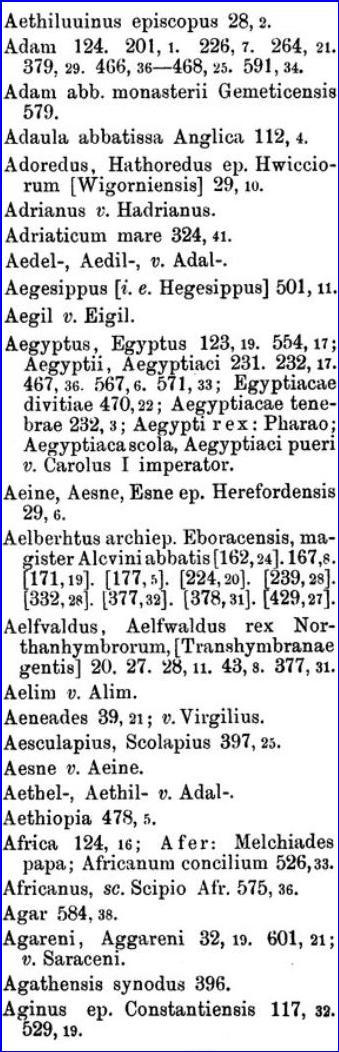 Aethiluuinus episcopus 28, 2.
Adam 124. 201, 1. 226, 7. 264, 21.
379, 29. 466, 36—468, 25. 591, 34.
Adam abb. monasterii Gemeticensis
579.
Adaula abbatissa Anglica 112, 4.
Adoredus, Hathoredus ep. Hwiccio-
rum [Wigorniensis] 29, 10.
Adrianus v. Hadrianus.
Adriaticum mare 324, 41.
Aedel-, Aedil-, v. Adal-.
Aegesippus [i. e. Hegesippus] 501, 11.
Aegil v. Eigil.
Aegyptus, Egyptus 123, 19. 554, 17;
Aegyptii, Aegyptiaci 231. 232, 17.
467, 36. 567, 6. 571, 33; Egyptiacae
divitiae 470, 22; Aegyptiacae tene-
brae 232, 3; Aegypti rex: Pharao;
Aegyptiaca scola, Aegyptiaci pueri
v. Carolus I imperator.
Aeine, Aesne, Esne ep. Herefordensis
29, 6.
Aelberhtus archiep. Eboracensis, ma-
gister Alcvini abbatis [162, 24]. 167, 8.
[171, 19]. [177, 5]. [224, 20]. [239, 28].
[332, 28]. [377, 32]. [378, 31]. [429, 27].
Aelfvaldus, Aelfwaldus rex Nor-
thanhymbrorum, [Transhymbranae
gentis] 20. 27. 28, 11. 43, 8. 377, 31.
Aelim v. Alim.
Aeneades 39, 21; v. Virgilius.
Aesculapius, Scolapius 397, 25.
Aesne v. Aeine.
Aethel-, Aethil- v. Adal-.
Aethiopia 478, 5.
Africa 124, 16; Afer: Melchiades
papa; Africanum concilium 526, 33.
Africanus, sc. Scipio Afr. 575, 36.
Agar 584, 38.
Agareni, Aggareni 32, 19. 601, 21;
v. Saraceni.
Agathensis synodus 396.
Aginus ep. Constantiensis 117, 32.
529, 19.